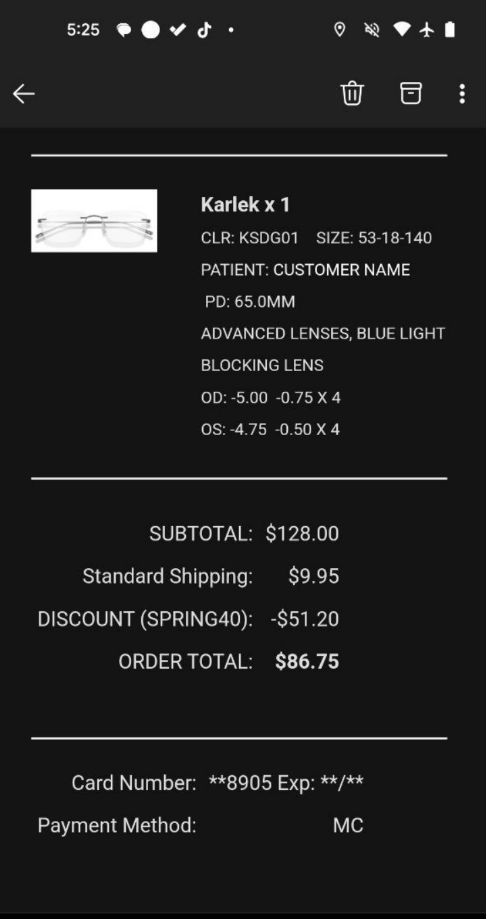 5:25
Karlek x 1
CLR: KSDG01 SIZE: 53-18-140
PATIENT: CUSTOMER NAME
PD: 65.0MM
ADVANCED LENSES, BLUE LIGHT
BLOCKING LENS
OD: -5.00 -0.75 X 4
OS: -4.75 -0.50 X 4
SUBTOTAL: $128.00
Standard Shipping: $9.95
DISCOUNT (SPRING40): -$51.20
ORDER TOTAL: $86.75
Card Number: **8905 Exp: **/**
Payment Method: MC